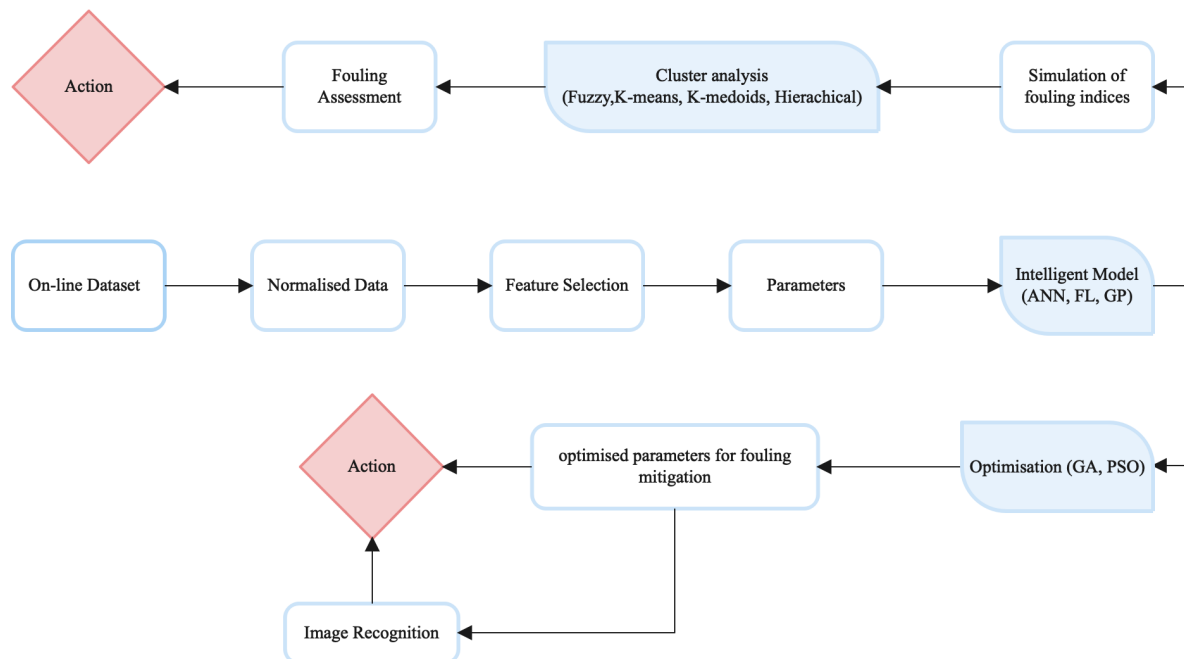 Action
Fouling
Assessment
Cluster analysis
(Fuzzy,K-means, K-medoids, Hierachical)
Simulation of
fouling indices
On-line Dataset
Normalised Data
Feature Selection
Parameters
Intelligent Model
(ANN, FL, GP)
Action
optimised parameters for fouling
mitigation
Optimisation (GA, PSO)
Image Recognition